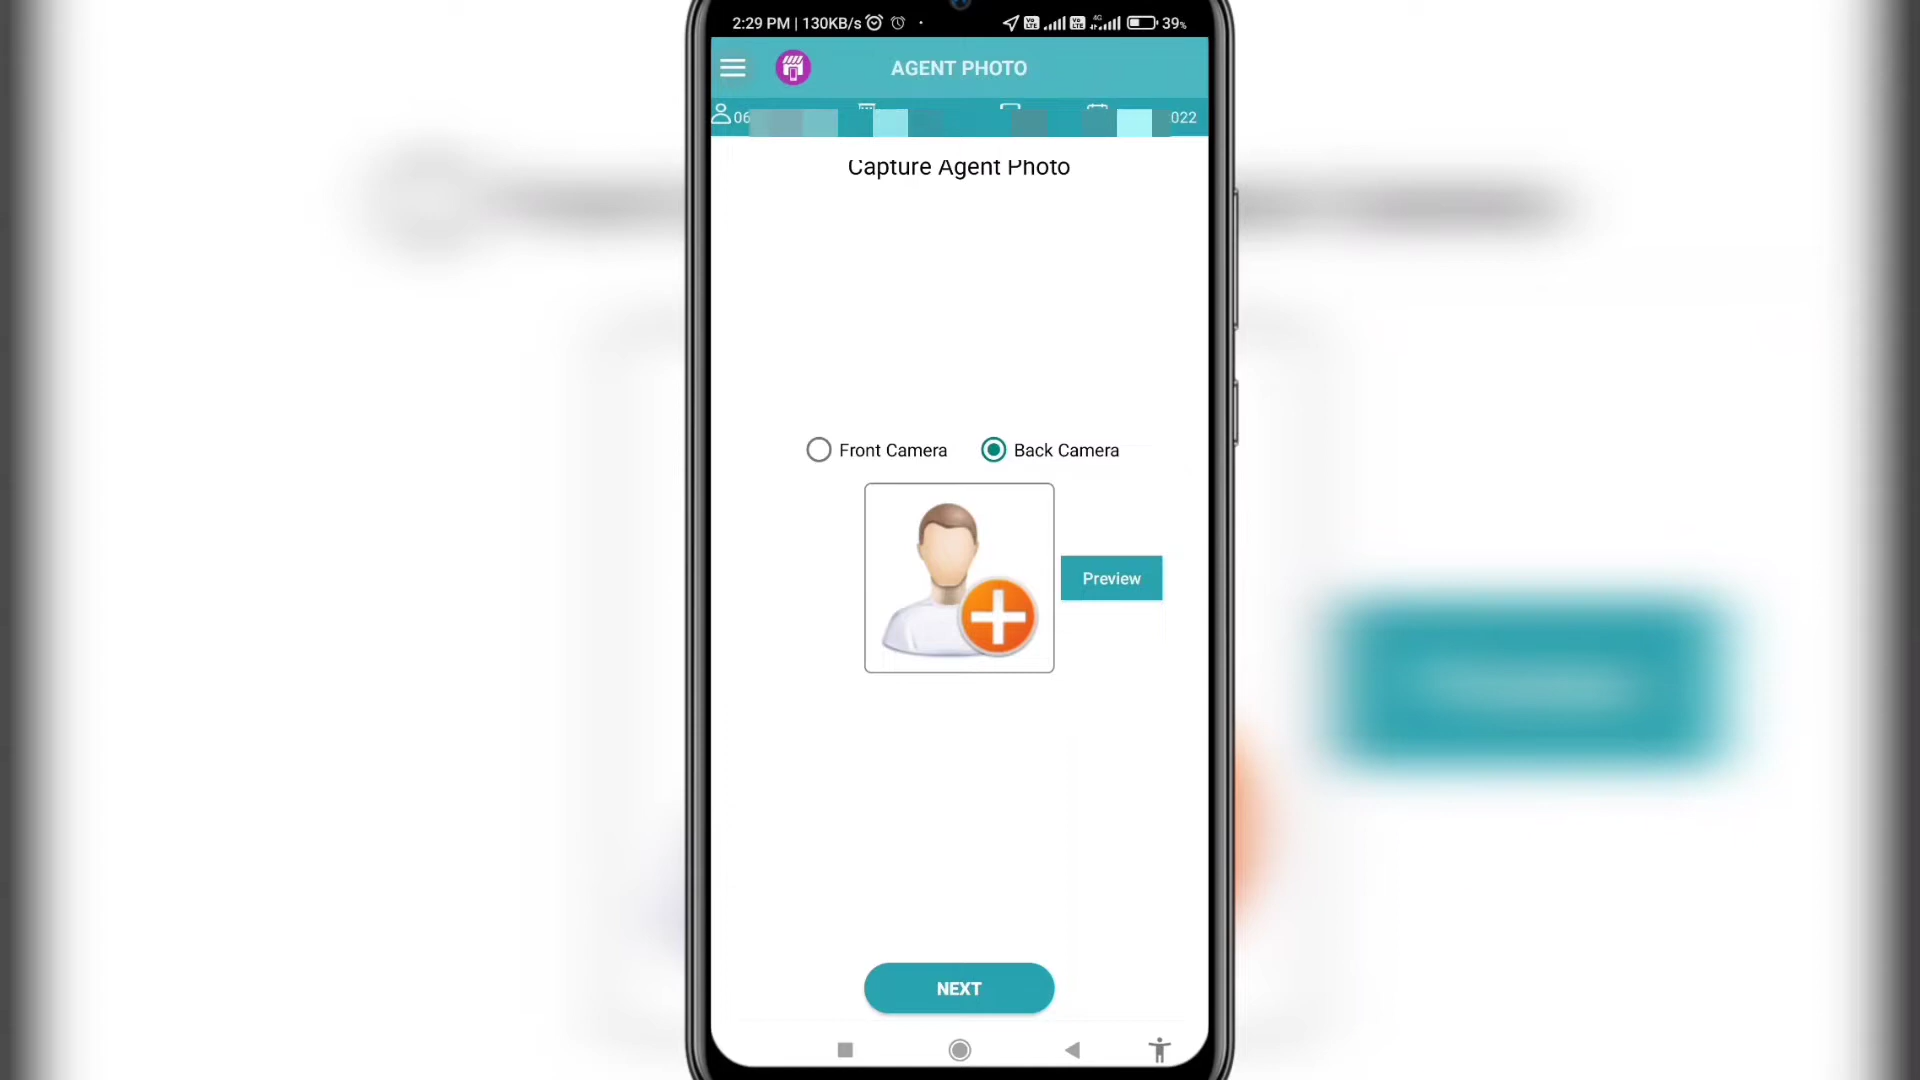 2:29 PM | 130KB/s 39%
AGENT PHOTO
06 022
Capture Agent Photo
Front Camera Back Camera
Preview
NEXT